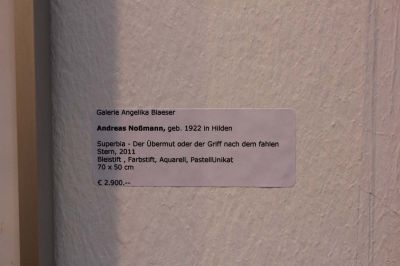 Galerie Angelika Blaeser
Andreas Noßmann, geb. 1922 in Hilden
Superbia - Der Übermut oder der Griff nach dem fahlen
Stern, 2011
Bleistift , Farbstift, Aquarell, PastellUnikat
70 x 50 cm
€ 2.900.--